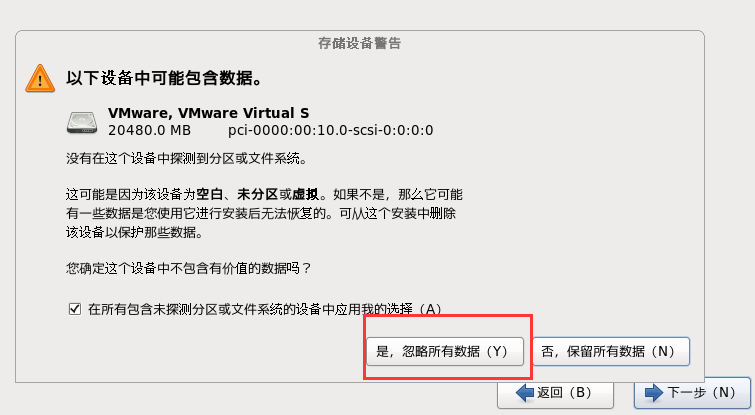 存储设备警告
以下设备中可能包含数据。
VMware, VMware Virtual S
20480.0 MB pci-0000:00:10.0-scsi-0:0:0:0
没有在这个设备中探测到分区或文件系统。
这可能是因为该设备为空白、未分区或虚拟。如果不是，那么它可能
有一些数据是您使用它进行安装后无法恢复的。可从这个安装中删除
该设备以保护那些数据。
您确定这个设备中不包含有价值的数据吗？
在所有包含未探测分区或文件系统的设备中应用我的选择（A）
是，忽略所有数据（Y） 否，保留所有数据（N）
返回（B） 下一步（N）